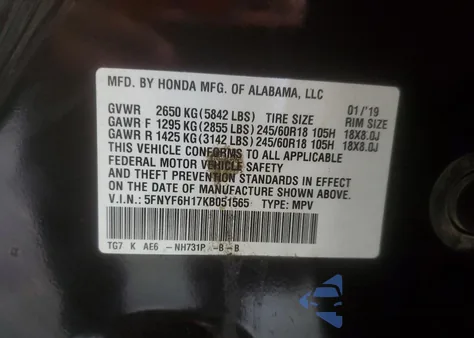 MFD. BY HONDA MFG. OF ALABAMA, LLC
01/'19
GVWR 2650 KG(5842 LBS) TIRE SIZE RIM SIZE
GAWR F 1295 KG(2855 LBS) 245/60R18 105H 18X8.0J
GAWR R 1425 KG(3142 LBS) 245/60R18 105H 18X8.0J
THIS VEHICLE CONFORMS TO ALL APPLICABLE
FEDERAL MOTOR VEHICLE SAFETY
AND THEFT PREVENTION STANDARDS IN EFFECT
ON THE DATE OF MANUFACTURE SHOWN ABOVE.
V.I.N.: 5FNYF6H17KB051565 TYPE: MPV
TG7 K AE6 -NH731P -B-B